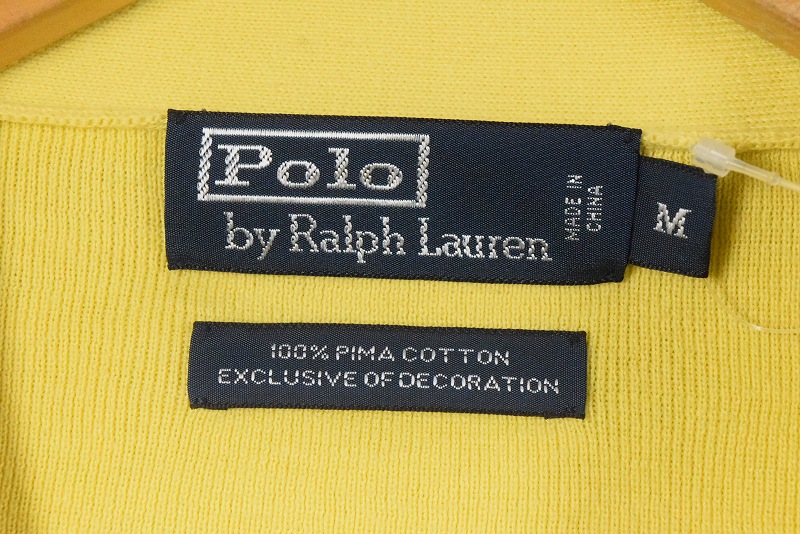 Polo
by Ralph Lauren
MADE IN
CHINA
M
100% PIMA COTTON
EXCLUSIVE OF DECORATION